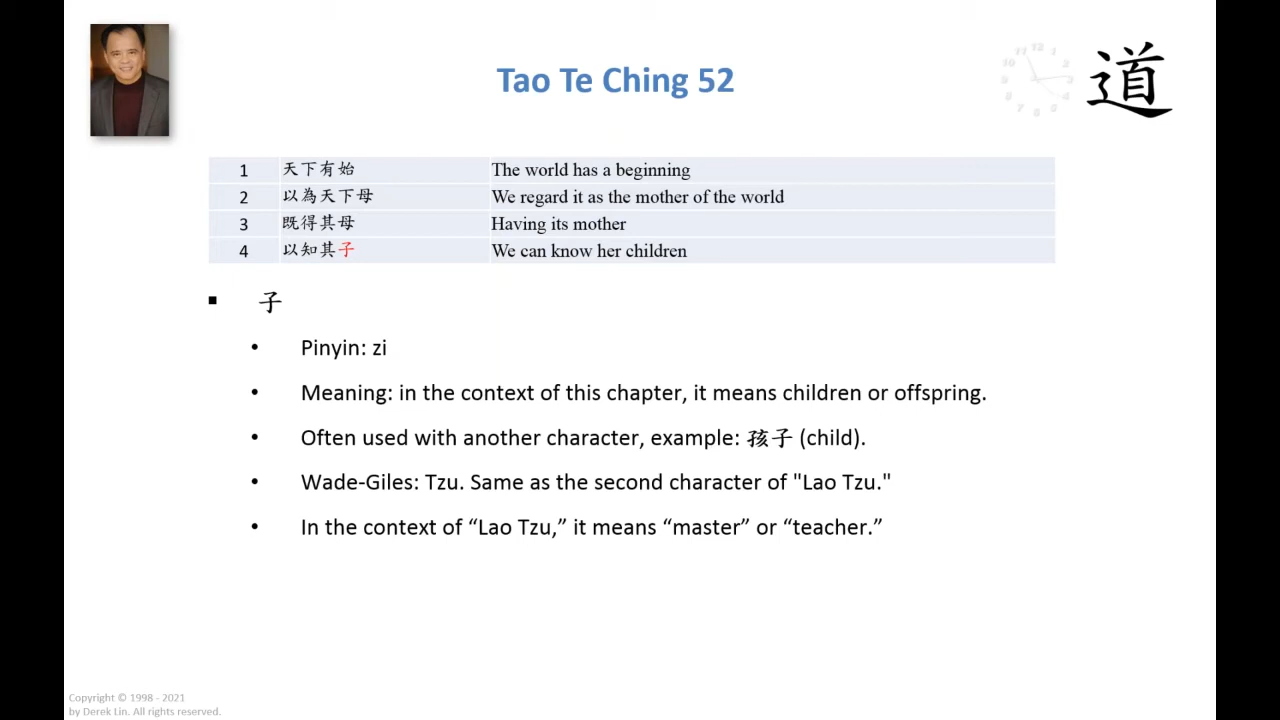 Tao Te Ching 52
道
1 天下有始 The world has a beginning
2 以為天下母 We regard it as the mother of the world
3 既得其母 Having its mother
4 以知其子 We can know her children
▪ 子
• Pinyin: zi
• Meaning: in the context of this chapter, it means children or offspring.
• Often used with another character, example: 孩子 (child).
• Wade-Giles: Tzu. Same as the second character of "Lao Tzu."
• In the context of “Lao Tzu,” it means “master” or “teacher.”
Copyright © 1998 - 2021
by Derek Lin. All rights reserved.